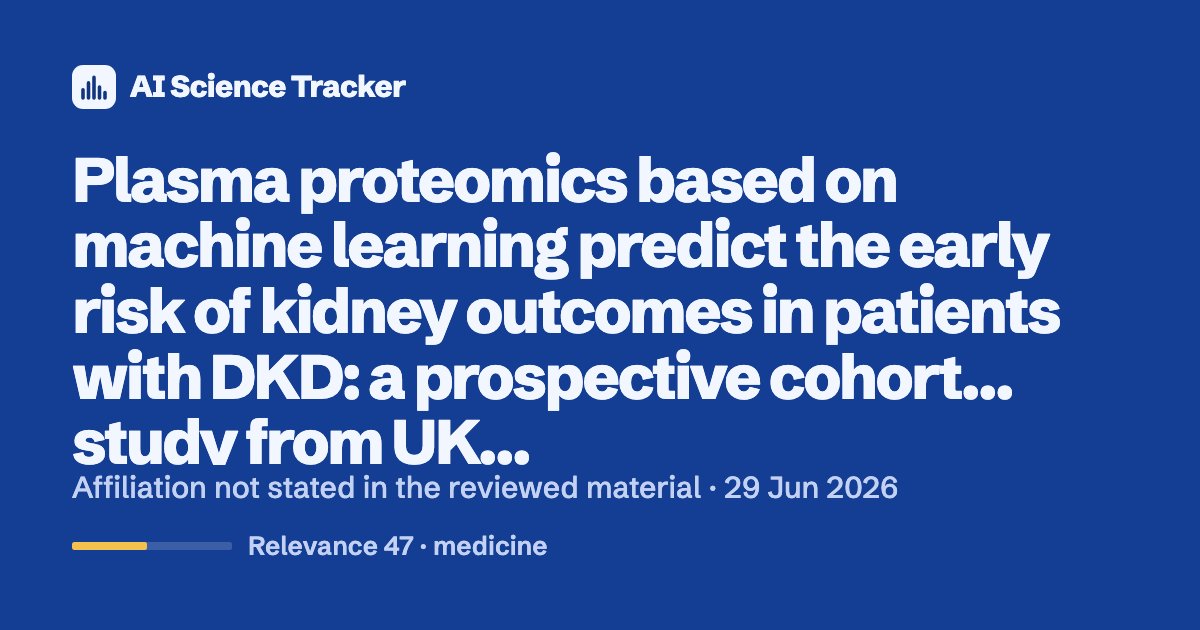 AI Science Tracker
Plasma proteomics based on
machine learning predict the early
risk of kidney outcomes in patients
with DKD: a prospective cohort...
study from UK...
Affiliation not stated in the reviewed material · 29 Jun 2026
Relevance 47 · medicine